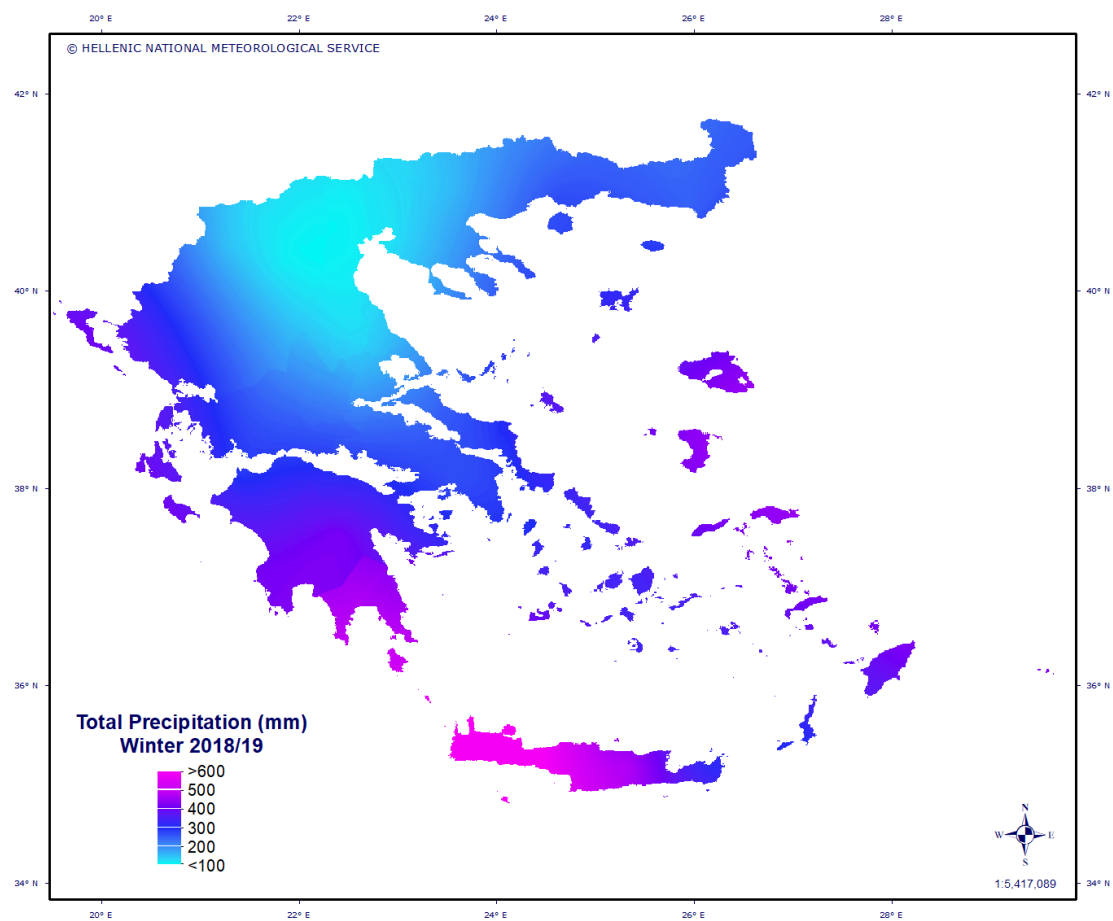 20° E 22° E 24° E 26° E 28° E
© HELLENIC NATIONAL METEOROLOGICAL SERVICE
42° N 42° N
40° N 40° N
38° N 38° N
36° N 36° N
Total Precipitation (mm)
Winter 2018/19
>600
500
400
300
200
<100
N
W E
S
1:5,417,089
34° N 34° N
20° E 22° E 24° E 26° E 28° E